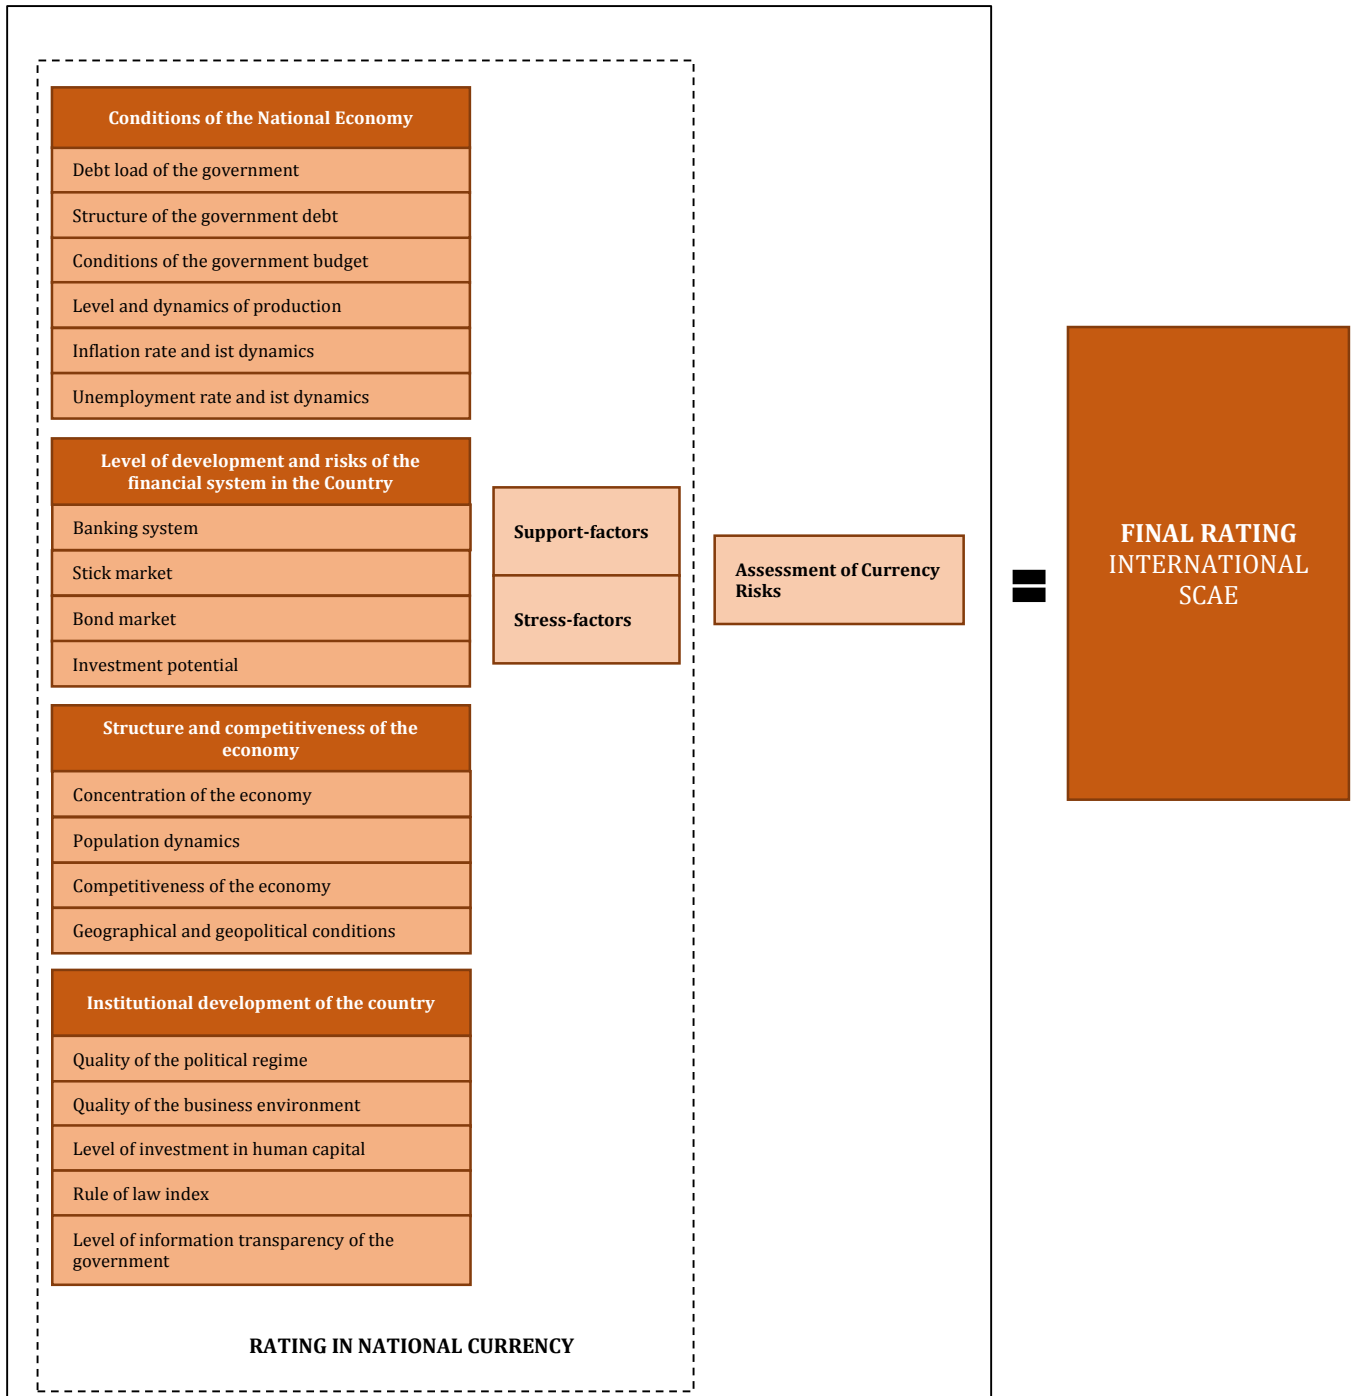 Conditions of the National Economy
Debt load of the government
Structure of the government debt
Conditions of the government budget
Level and dynamics of production
Inflation rate and ist dynamics
Unemployment rate and ist dynamics
Level of development and risks of the
financial system in the Country
Banking system
Stick market
Bond market
Investment potential
Structure and competitiveness of the
economy
Concentration of the economy
Population dynamics
Competitiveness of the economy
Geographical and geopolitical conditions
Institutional development of the country
Quality of the political regime
Quality of the business environment
Level of investment in human capital
Rule of law index
Level of information transparency of the
government
RATING IN NATIONAL CURRENCY
Support-factors
Stress-factors
Assessment of Currency
Risks
=
FINAL RATING
INTERNATIONAL
SCAE